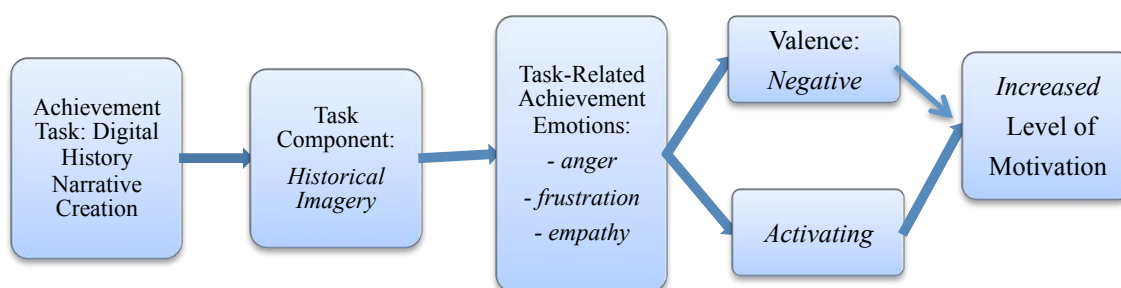 Achievement
Task: Digital
History
Narrative
Creation
Task
Component:
Historical
Imagery
Task-Related
Achievement
Emotions:
- anger
- frustration
- empathy
Valence:
Negative
Activating
Increased
Level of
Motivation